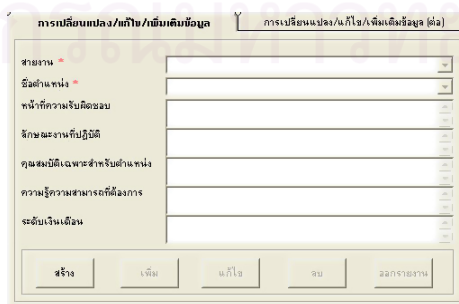 การเปลี่ยนแปลง/แก้ไข/เพิ่มเติมข้อมูล
การเปลี่ยนแปลง/แก้ไข/เพิ่มเติมข้อมูล (ต่อ)
สายงาน *
ชื่อตำแหน่ง *
หน้าที่ความรับผิดชอบ
ลักษณะงานที่ปฏิบัติ
คุณสมบัติเฉพาะสำหรับตำแหน่ง
ความรู้ความสามารถที่ต้องการ
ระดับเงินเดือน
สร้าง
เพิ่ม
แก้ไข
ลบ
ออกรายงาน